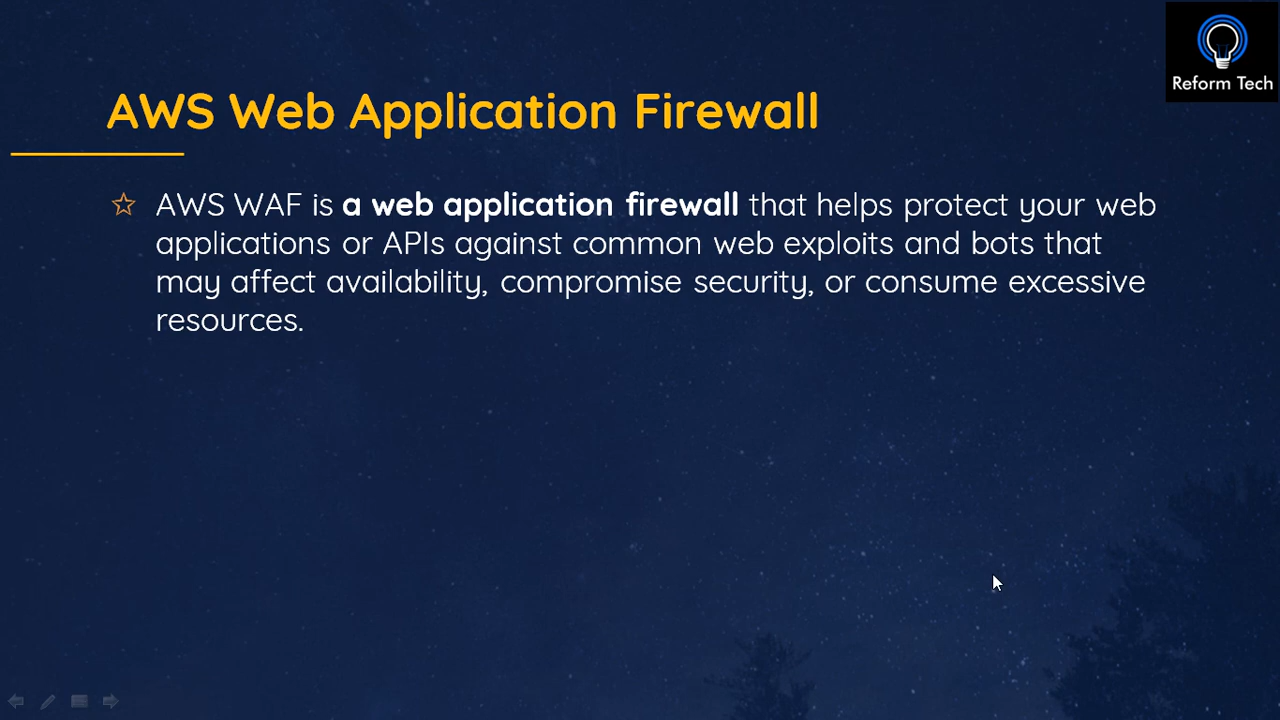 Reform Tech
AWS Web Application Firewall
AWS WAF is a web application firewall that helps protect your web
applications or APIs against common web exploits and bots that
may affect availability, compromise security, or consume excessive
resources.